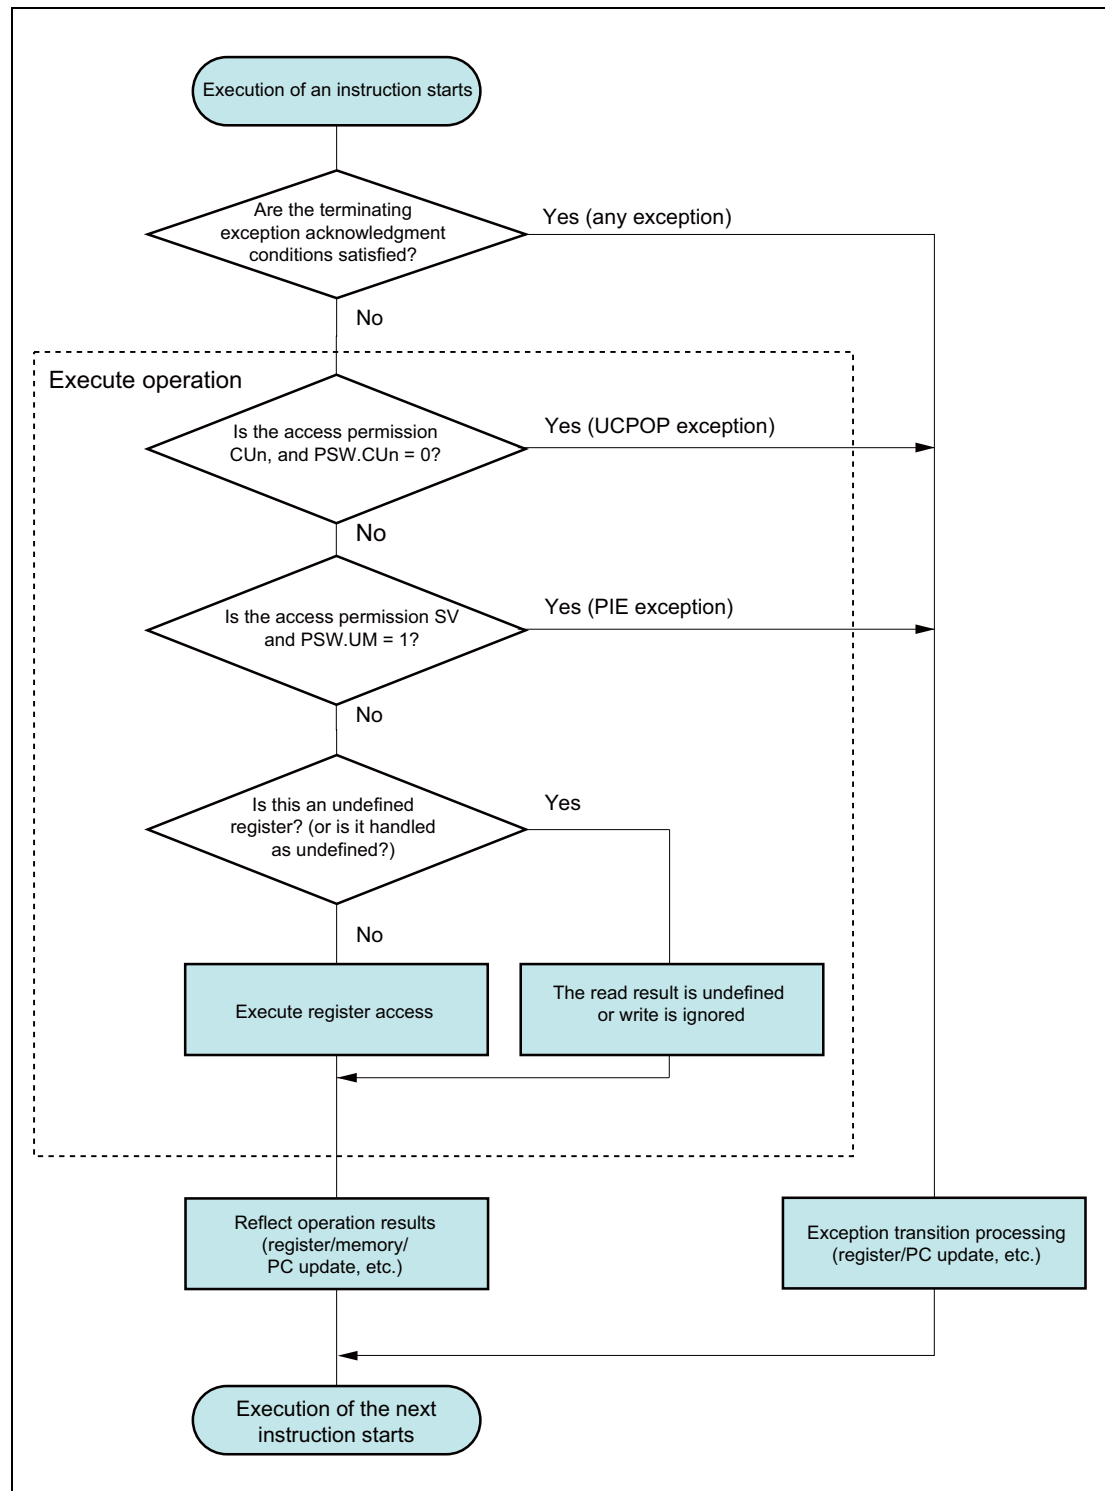 Execution of an instruction starts
Are the terminating
exception acknowledgment
conditions satisfied?
Yes (any exception)
No
Execute operation
Is the access permission
CUn, and PSW.CUn = 0?
Yes (UCPOP exception)
No
Is the access permission SV
and PSW.UM = 1?
Yes (PIE exception)
No
Is this an undefined
register? (or is it handled
as undefined?)
Yes
No
Execute register access
The read result is undefined
or write is ignored
Reflect operation results
(register/memory/
PC update, etc.)
Exception transition processing
(register/PC update, etc.)
Execution of the next
instruction starts